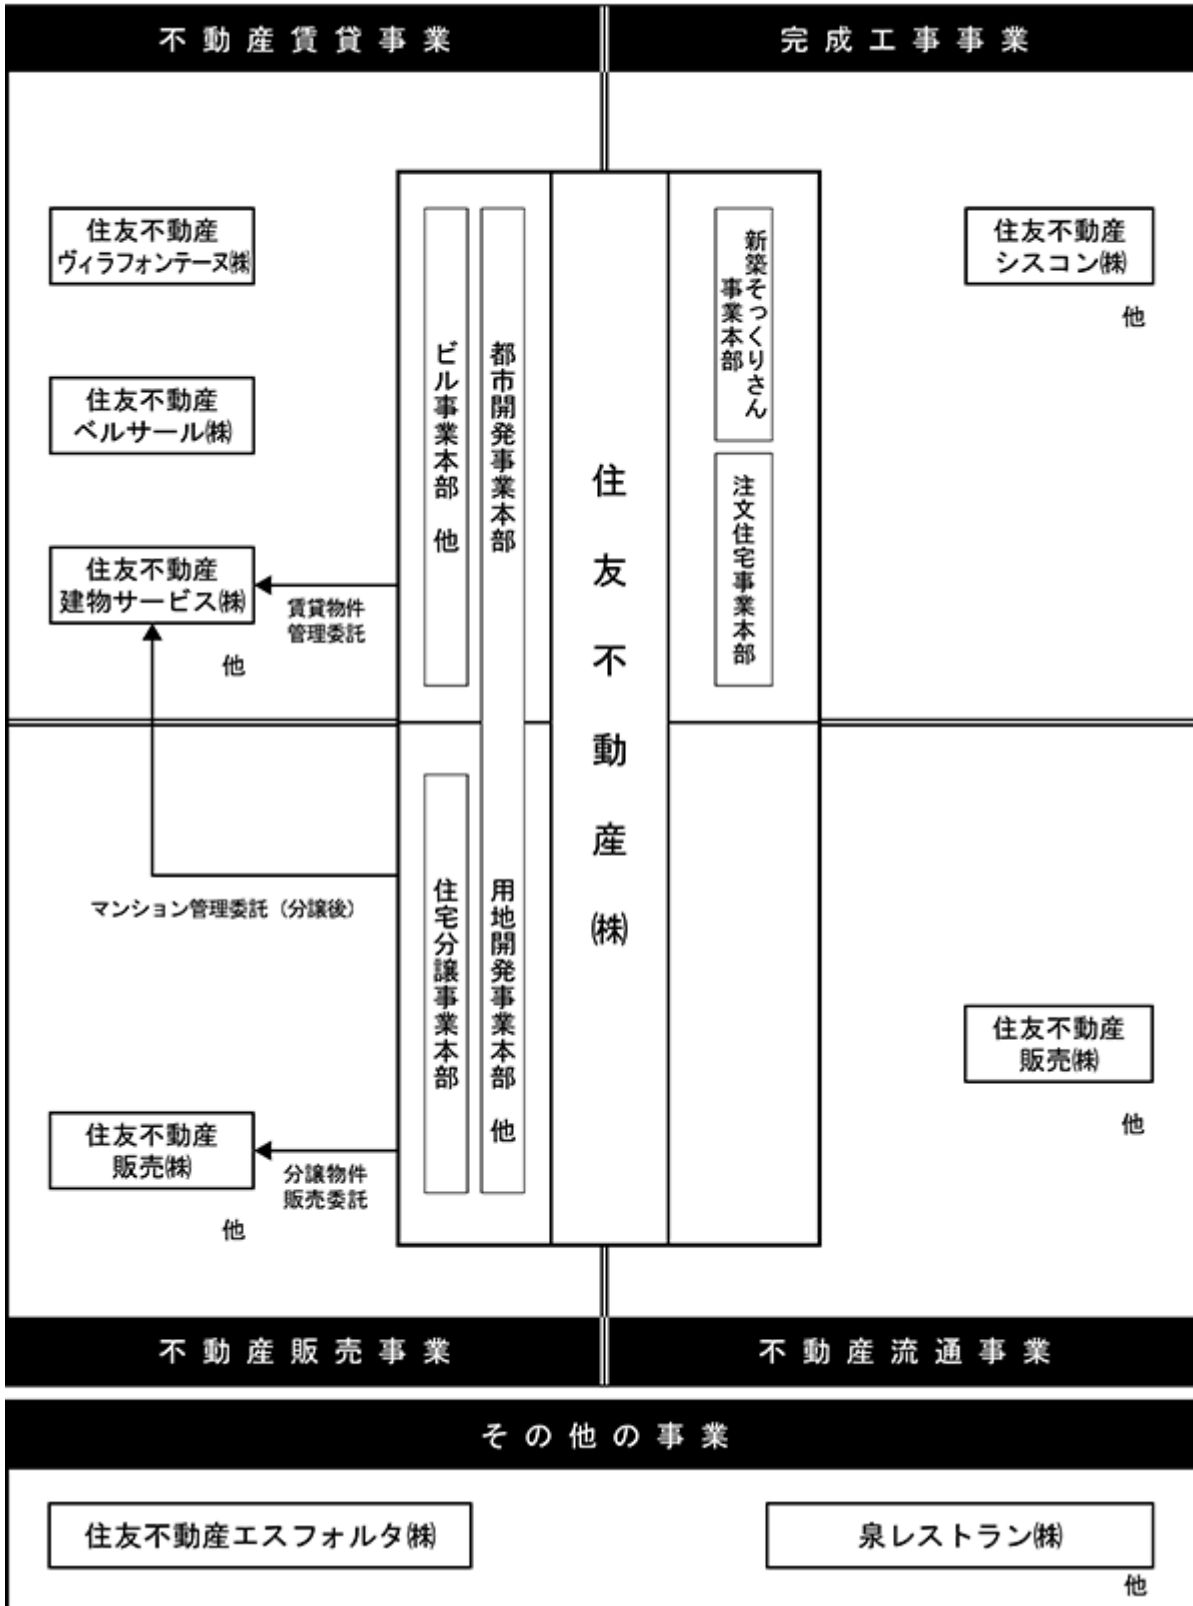 不動産賃貸事業
完成工事事業
住友不動産
ヴィラフォンテーヌ㈱
住友不動産
ベルサール㈱
住友不動産
建物サービス㈱
他
賃貸物件
管理委託
ビル事業本部 他
都市開発事業本部
用地開発事業本部 他
住宅分譲事業本部
住友不動産㈱
新築そっくりさん
事業本部
注文住宅事業本部
住友不動産
シスコン㈱
他
マンション管理委託（分譲後）
住友不動産
販売㈱
他
分譲物件
販売委託
住友不動産
販売㈱
他
不動産販売事業
不動産流通事業
その他の事業
住友不動産エスフォルタ㈱
泉レストラン㈱
他